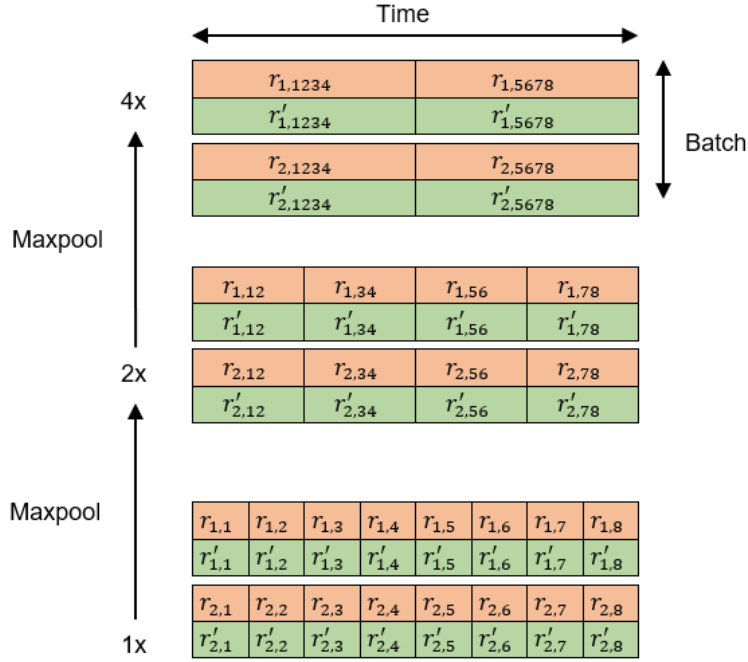 Time
4x
r1,1234 r1,5678
r′1,1234 r′1,5678
r2,1234 r2,5678
r′2,1234 r′2,5678
Batch
Maxpool
r1,12 r1,34 r1,56 r1,78
r′1,12 r′1,34 r′1,56 r′1,78
2x
r2,12 r2,34 r2,56 r2,78
r′2,12 r′2,34 r′2,56 r′2,78
Maxpool
r1,1 r1,2 r1,3 r1,4 r1,5 r1,6 r1,7 r1,8
r′1,1 r′1,2 r′1,3 r′1,4 r′1,5 r′1,6 r′1,7 r′1,8
r2,1 r2,2 r2,3 r2,4 r2,5 r2,6 r2,7 r2,8
1x
r′2,1 r′2,2 r′2,3 r′2,4 r′2,5 r′2,6 r′2,7 r′2,8